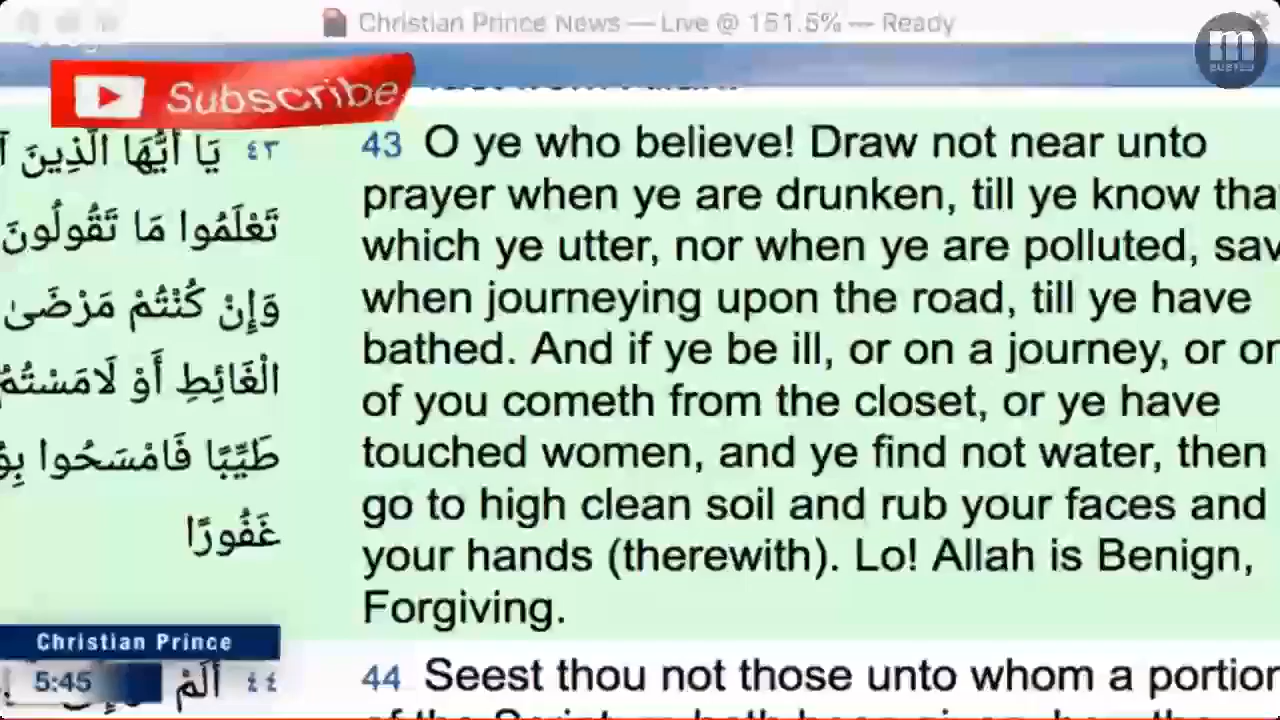 Christian Prince News — Live @ 151.5% — Ready
Subscribe
٤٣ يَا أَيُّهَا الَّذِينَ
تَعْلَمُوا مَا تَقُولُونَ
وَإِنْ كُنْتُمْ مَرْضَىٰ
الْغَائِطِ أَوْ لَامَسْتُمُ
طَيِّبًا فَامْسَحُوا
غَفُورًا
43 O ye who believe! Draw not near unto
prayer when ye are drunken, till ye know tha
which ye utter, nor when ye are polluted, sav
when journeying upon the road, till ye have
bathed. And if ye be ill, or on a journey, or on
of you cometh from the closet, or ye have
touched women, and ye find not water, then
go to high clean soil and rub your faces and
your hands (therewith). Lo! Allah is Benign,
Forgiving.
Christian Prince
5:45
٤٤ أَلَمْ
44 Seest thou not those unto whom a portion